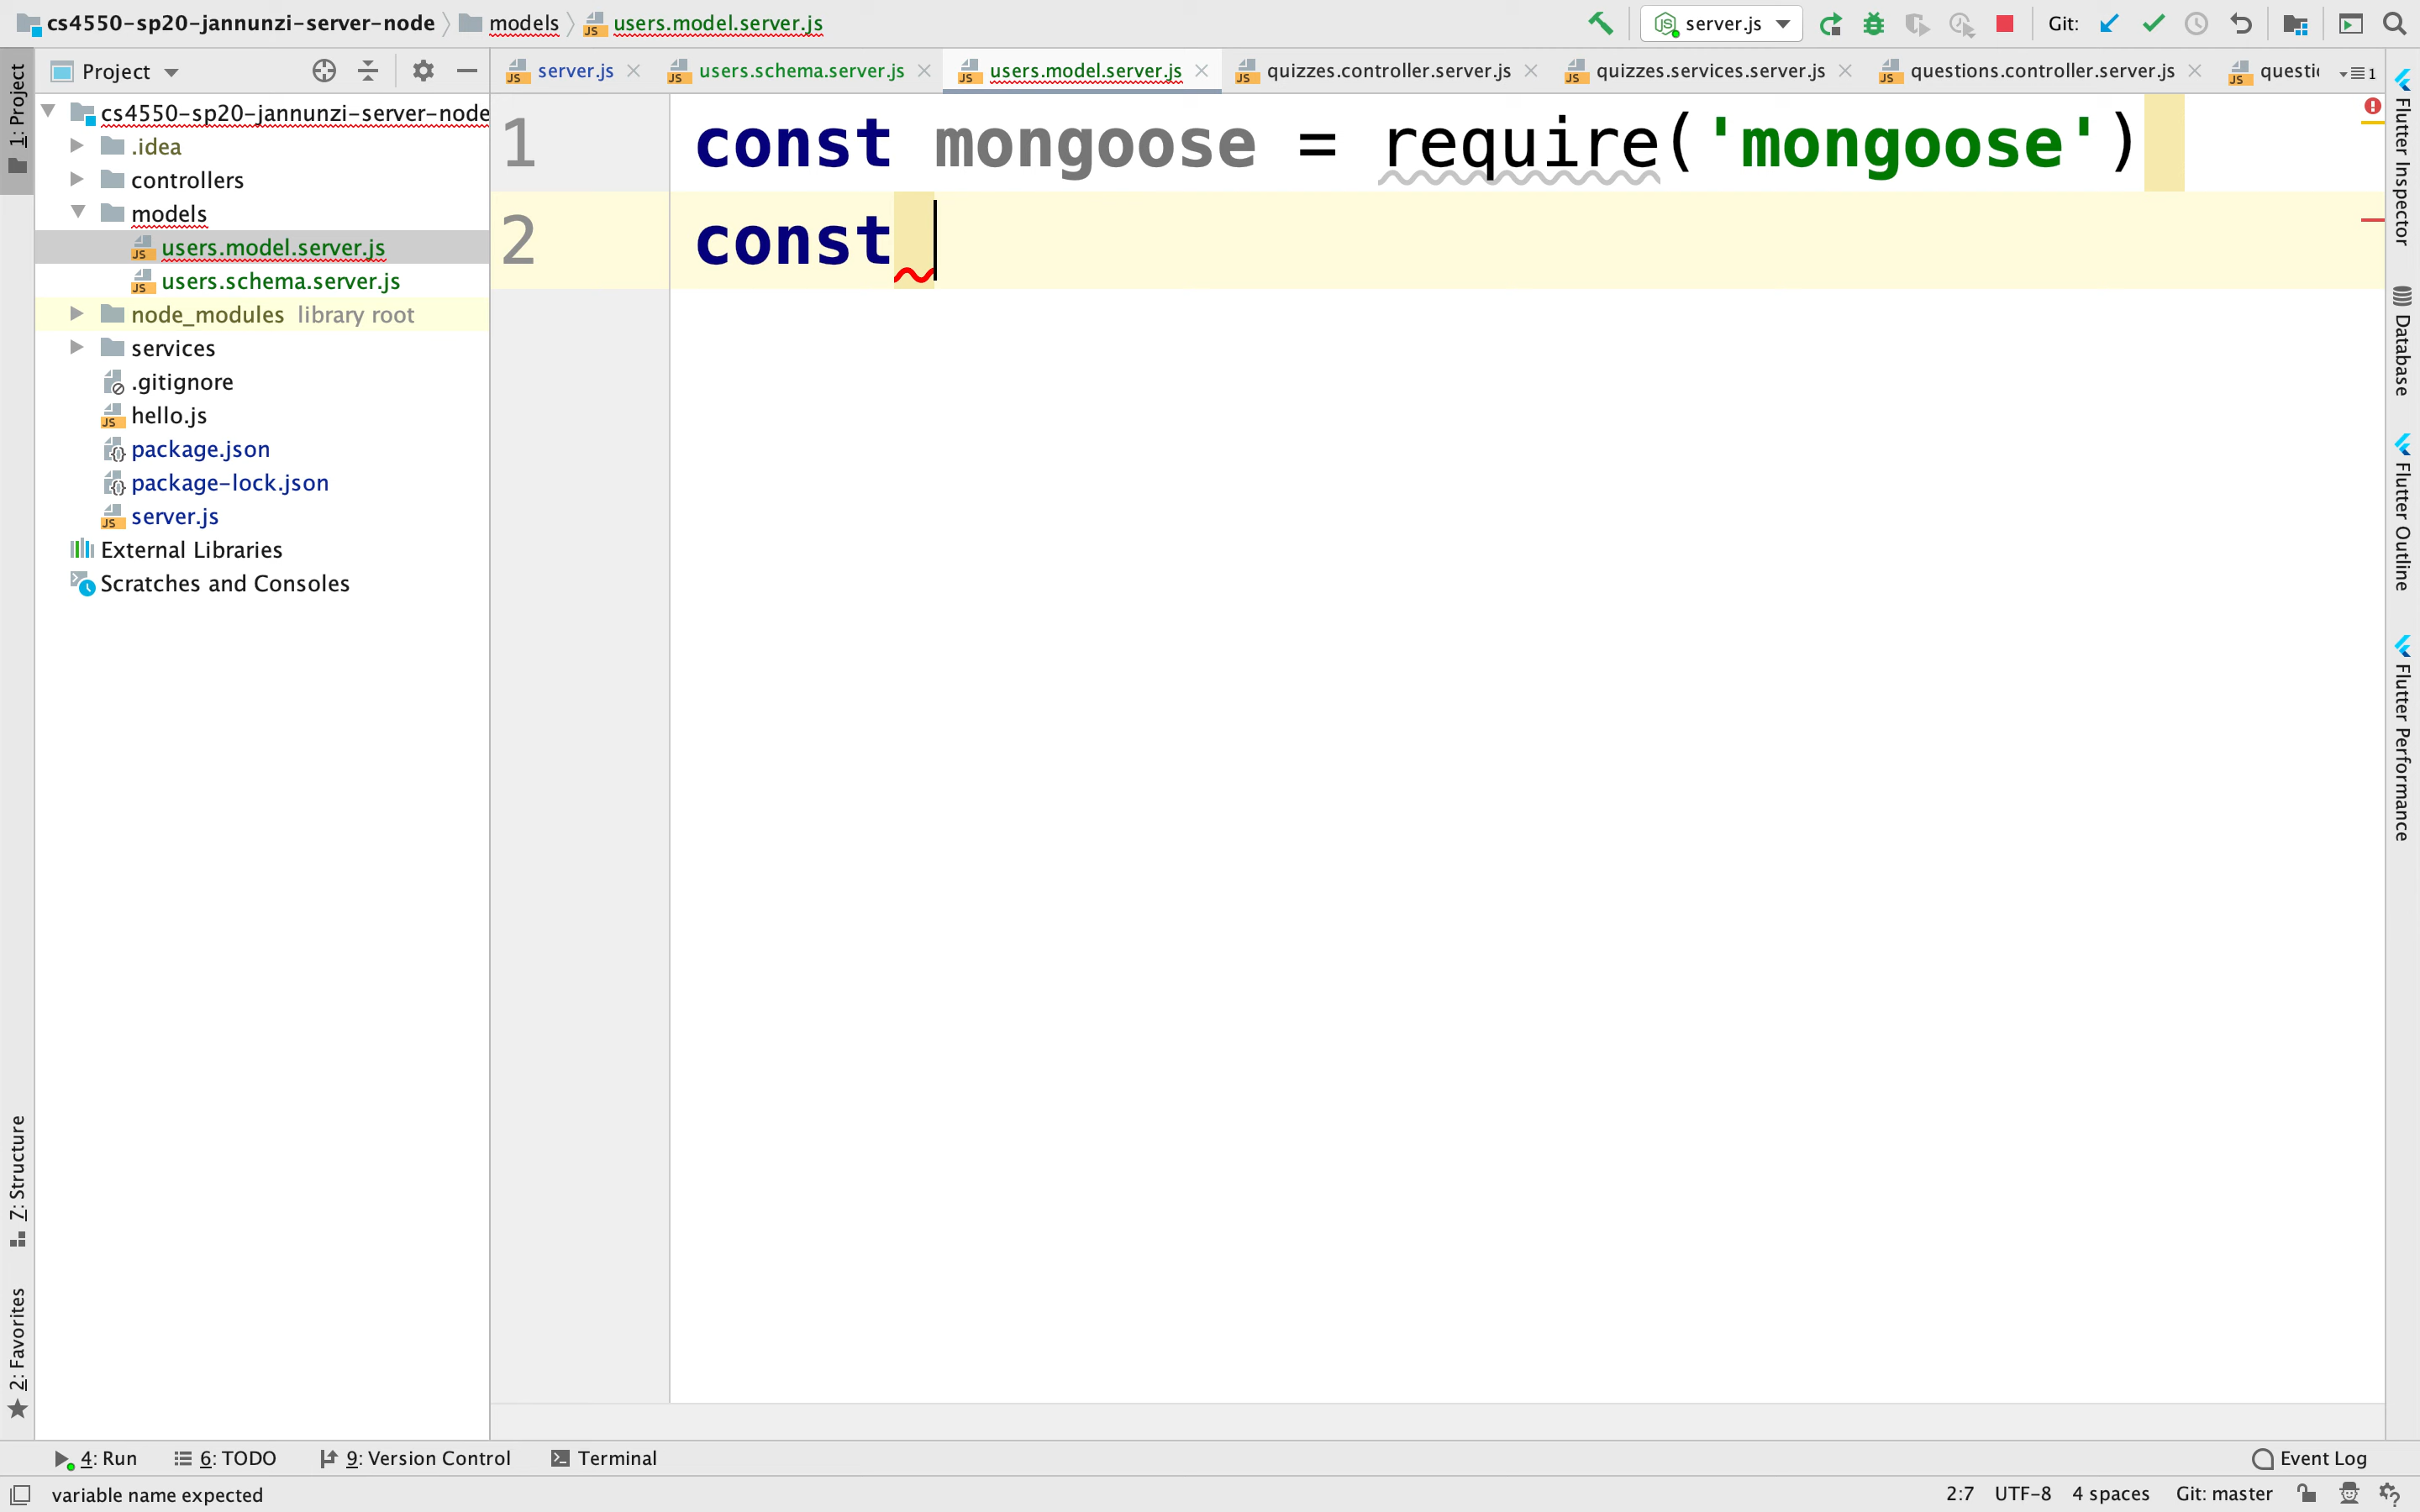 cs4550-sp20-jannunzi-server-node models users.model.server.js server.js Git:
1: Project
Project
server.js users.schema.server.js users.model.server.js quizzes.controller.server.js quizzes.services.server.js questions.controller.server.js questi 1
cs4550-sp20-jannunzi-server-node
.idea
controllers
models
users.model.server.js
users.schema.server.js
node_modules library root
services
.gitignore
hello.js
package.json
package-lock.json
server.js
External Libraries
Scratches and Consoles
1 const mongoose = require('mongoose')
2 const
Flutter Inspector
Database
Flutter Outline
Flutter Performance
7: Structure
2: Favorites
4: Run 6: TODO 9: Version Control Terminal Event Log
variable name expected 2:7 UTF-8 4 spaces Git: master